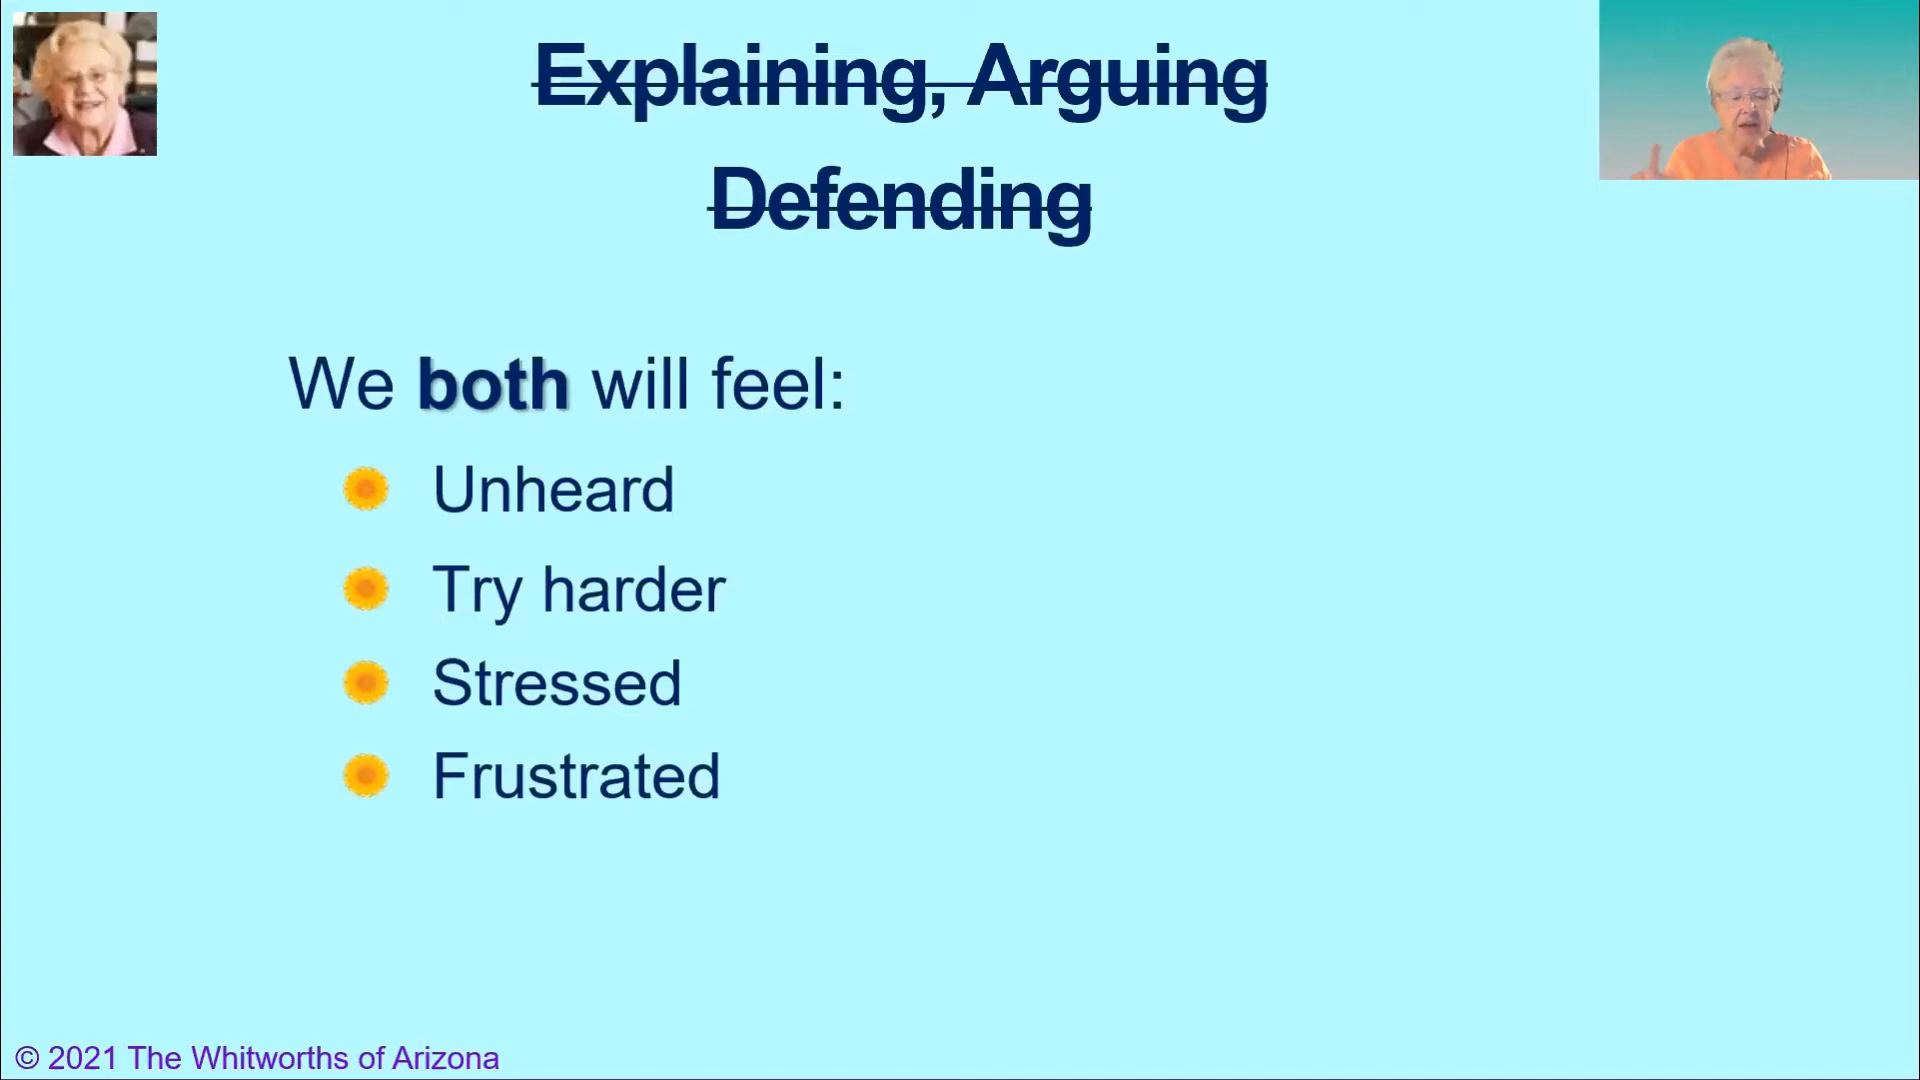 Explaining, Arguing
Defending
We both will feel:
Unheard
Try harder
Stressed
Frustrated
© 2021 The Whitworths of Arizona